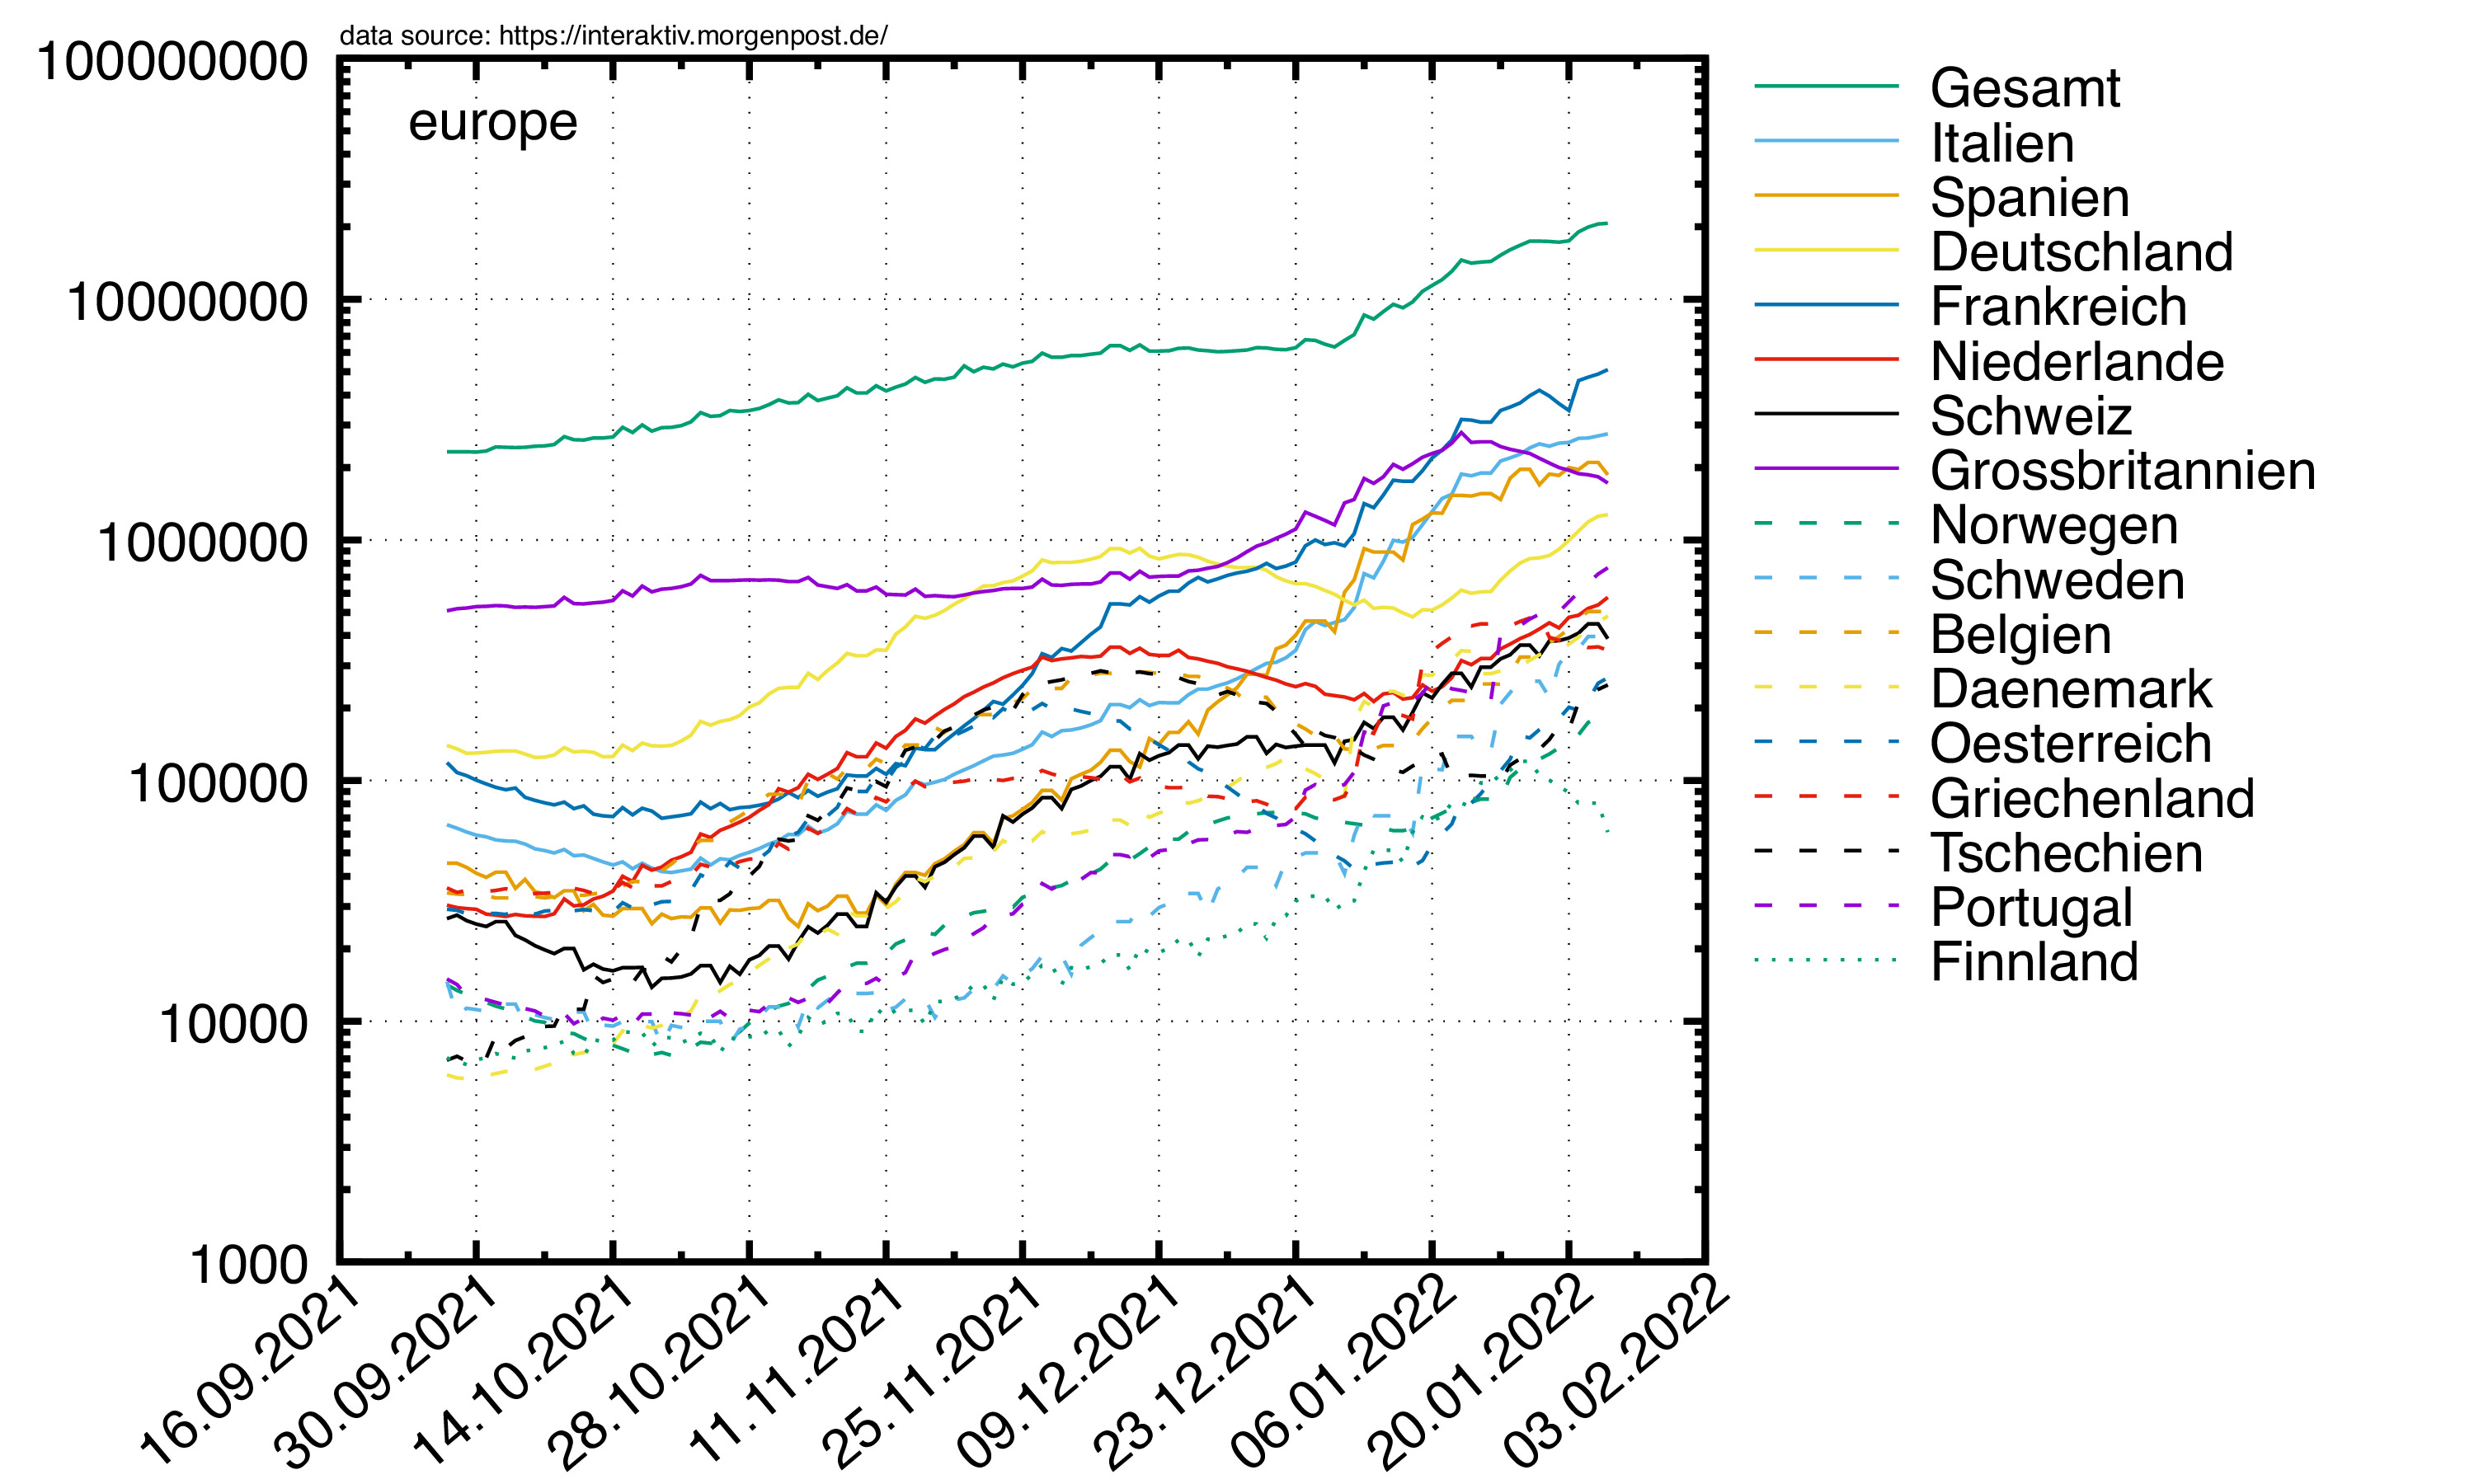 data source: https://interaktiv.morgenpost.de/
europe
100000000
10000000
1000000
100000
10000
1000
16.09.2021
30.09.2021
14.10.2021
28.10.2021
11.11.2021
25.11.2021
09.12.2021
23.12.2021
06.01.2022
20.01.2022
03.02.2022
Gesamt
Italien
Spanien
Deutschland
Frankreich
Niederlande
Schweiz
Grossbritannien
Norwegen
Schweden
Belgien
Daenemark
Oesterreich
Griechenland
Tschechien
Portugal
Finnland